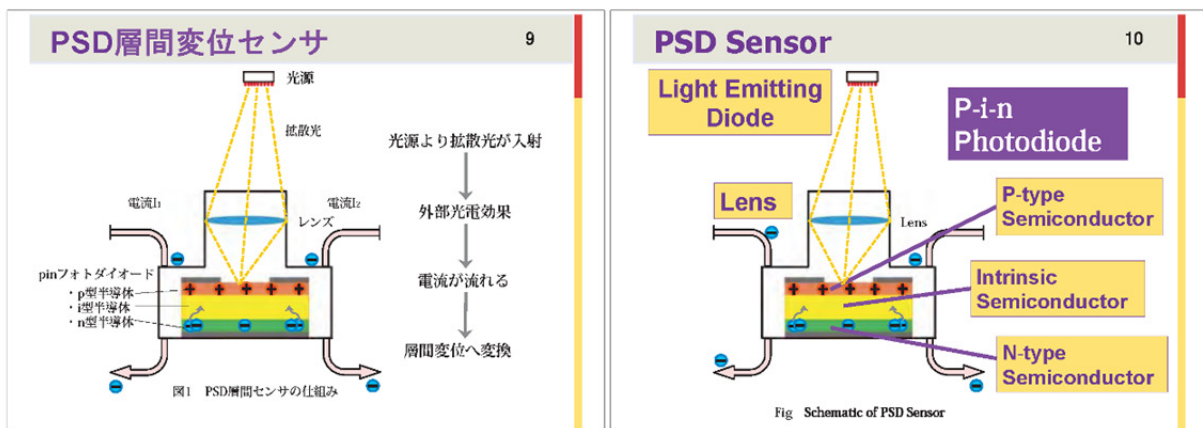 PSD層間変位センサ
9
光源
拡散光
光源より拡散光が入射
電流I₁
電流I₂
外部光電効果
レンズ
pinフォトダイオード
電流が流れる
・p型半導体
・i型半導体
・n型半導体
層間変位へ変換
図1 PSD層間センサの仕組み
PSD Sensor
10
Light Emitting
Diode
P-i-n
Photodiode
Lens
P-type
Semiconductor
Lens
Intrinsic
Semiconductor
N-type
Semiconductor
Fig Schematic of PSD Sensor